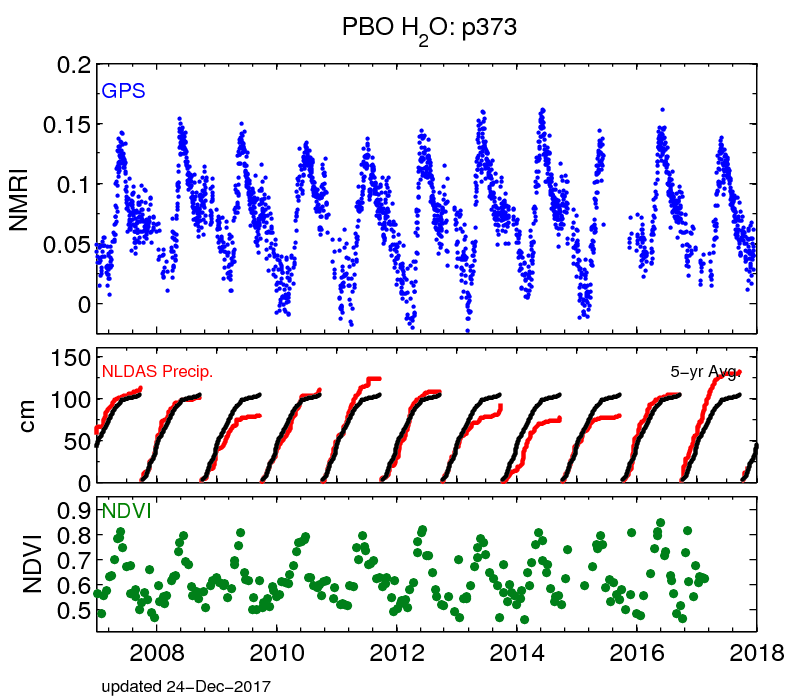 PBO H2O: p373
0.2
GPS
0.15
0.1
0.05
0
NMRI
150
NLDAS Precip.
5-yr Avg.
100
50
0
cm
0.9
NDVI
0.8
0.7
0.6
0.5
NDVI
2008 2010 2012 2014 2016 2018
updated 24-Dec-2017